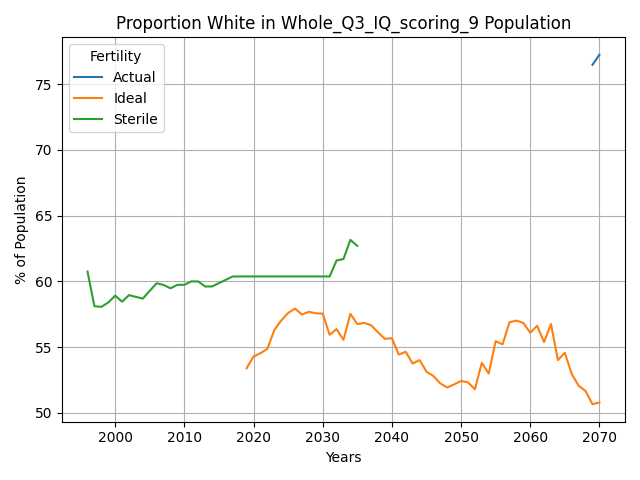 Proportion White in Whole_Q3_IQ_scoring_9 Population
Fertility
Actual
Ideal
Sterile
% of Population
75
70
65
60
55
50
2000
2010
2020
2030
2040
2050
2060
2070
Years